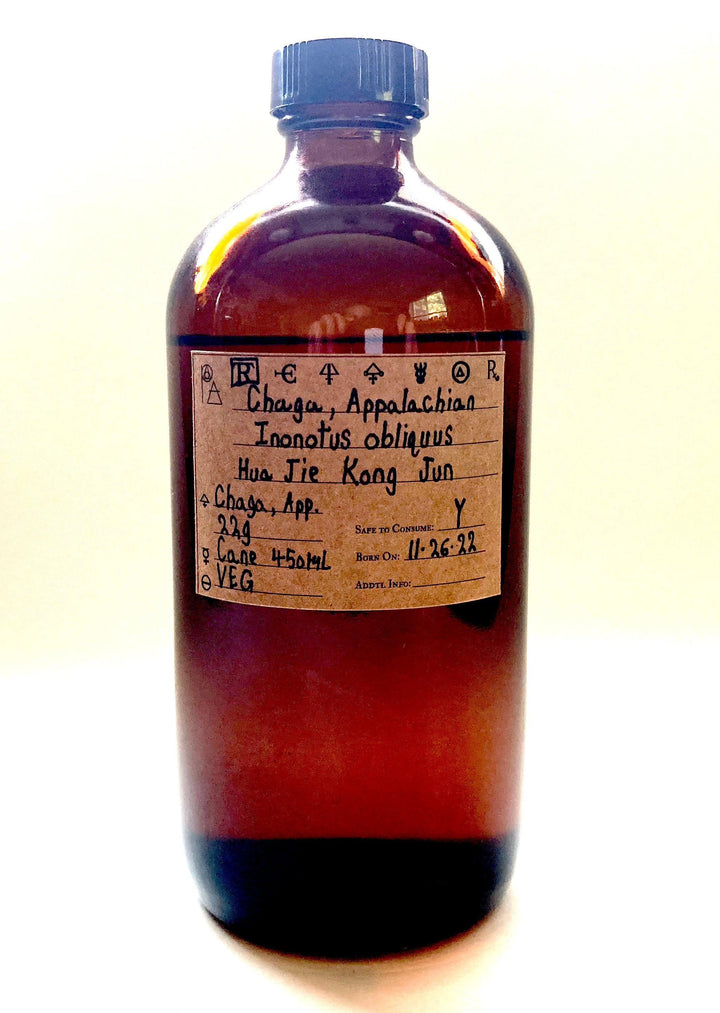 R ℞
Chaga, Appalachian
Inonotus obliquus
Hua Jie Kong Jun
Chaga, App.
22g
Cane 450mL
VEG
Safe to Consume: Y
Born On: 11·26·22
Addtl Info: